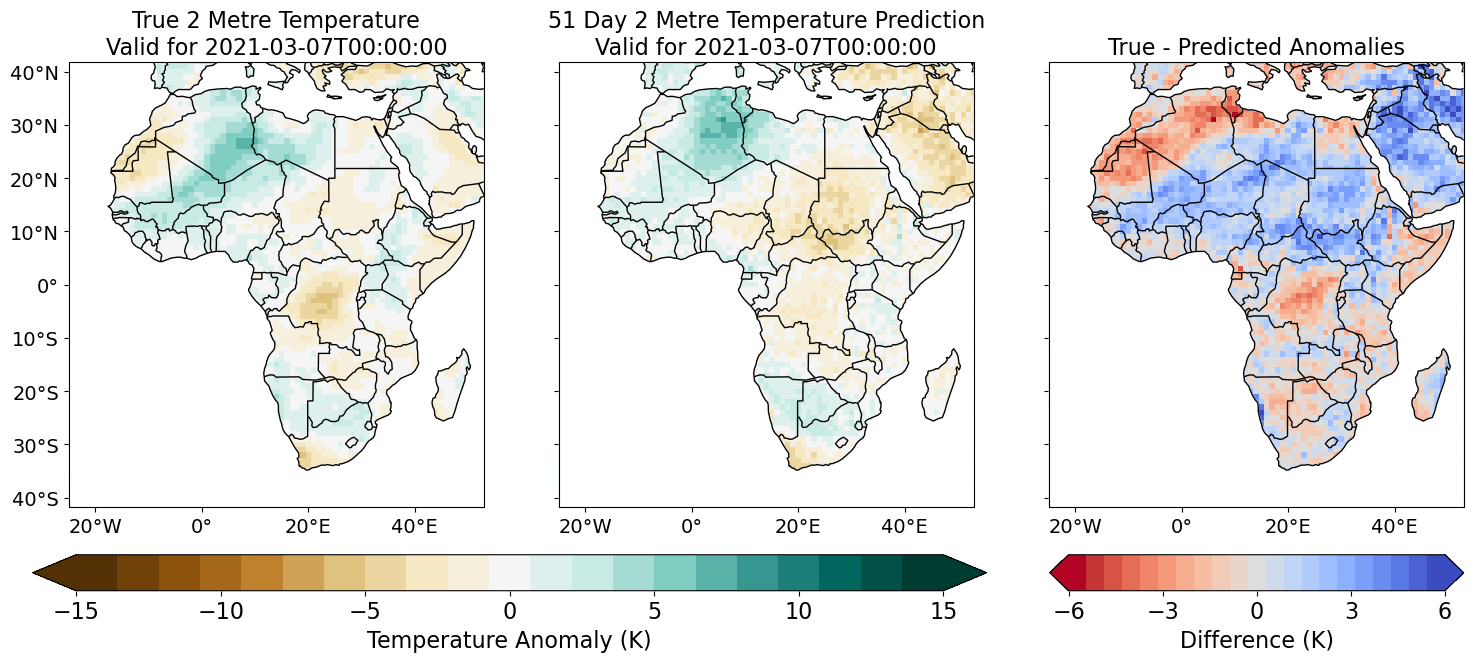 True 2 Metre Temperature
Valid for 2021-03-07T00:00:00
51 Day 2 Metre Temperature Prediction
Valid for 2021-03-07T00:00:00
True - Predicted Anomalies
40°N
30°N
20°N
10°N
0°
10°S
20°S
30°S
40°S
20°W 0° 20°E 40°E
20°W 0° 20°E 40°E
20°W 0° 20°E 40°E
−15 −10 −5 0 5 10 15
Temperature Anomaly (K)
−6 −3 0 3 6
Difference (K)